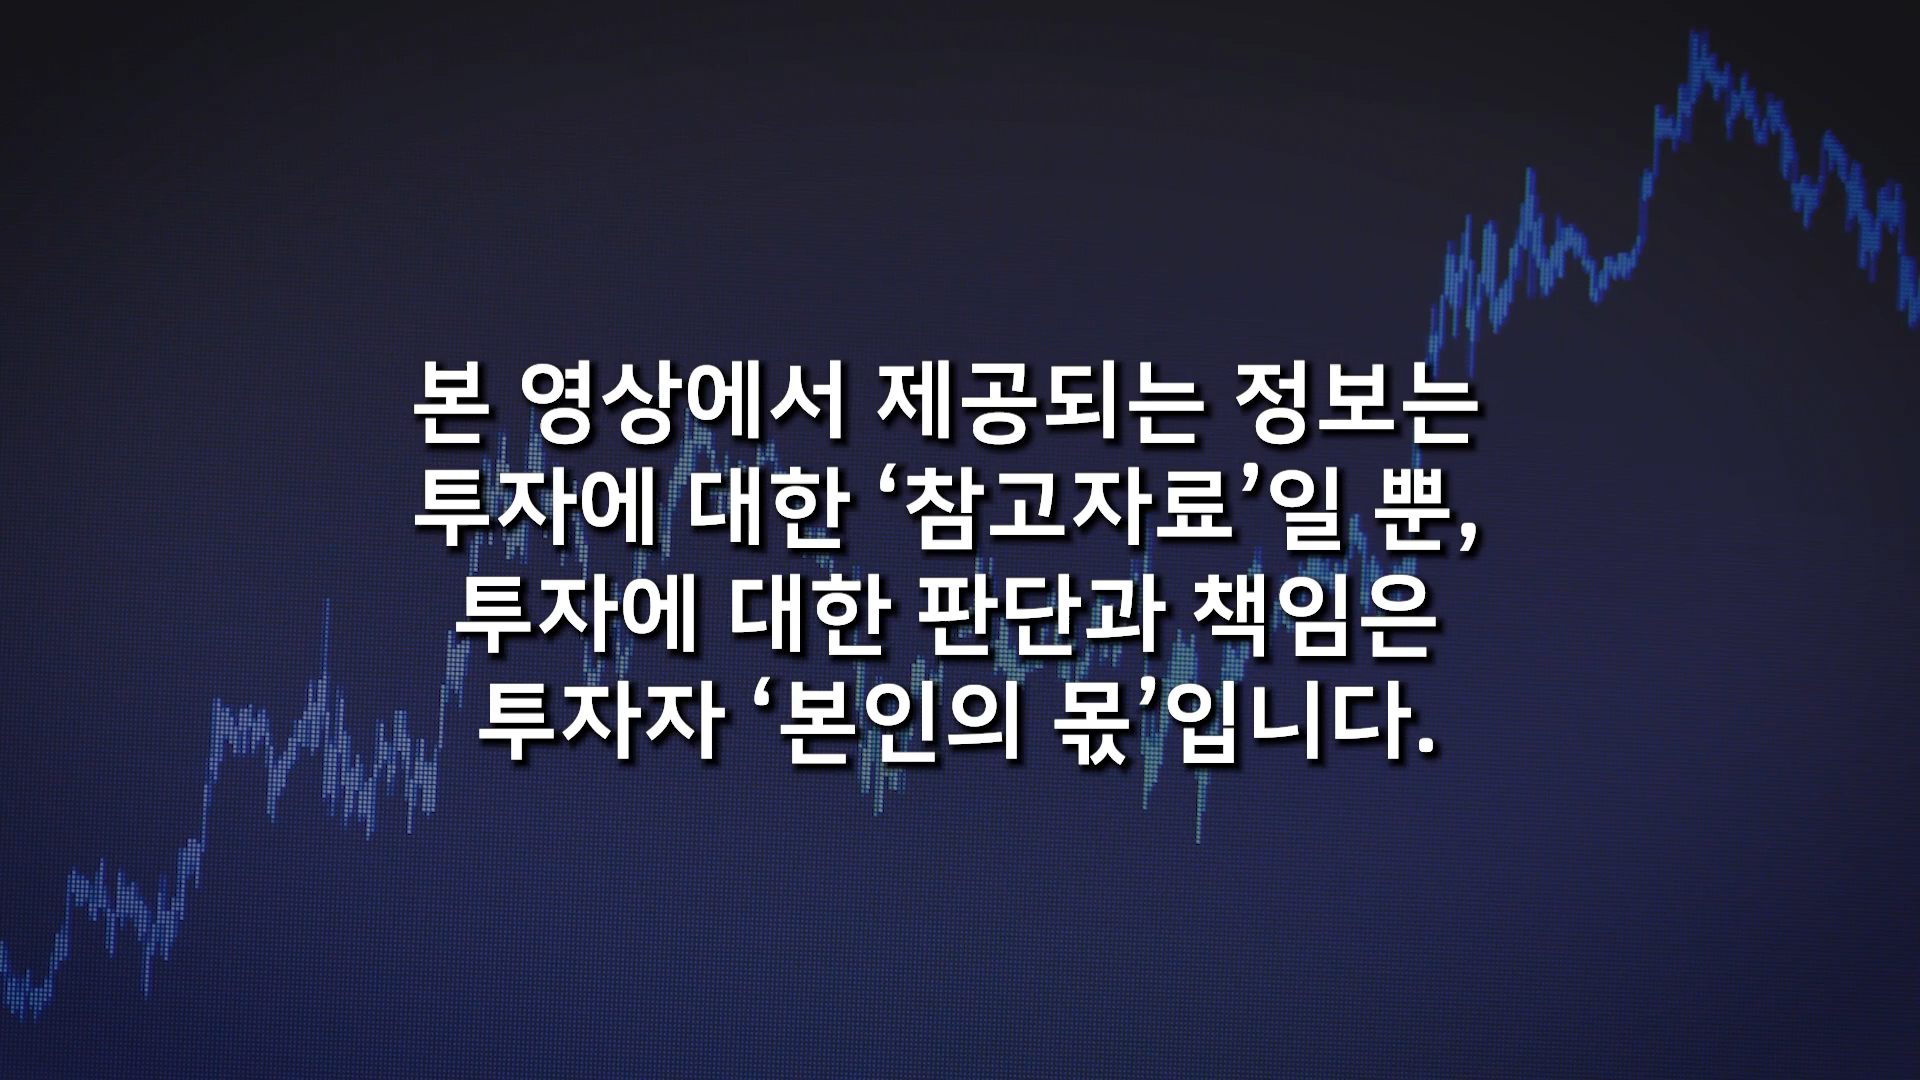 본 영상에서 제공되는 정보는
투자에 대한 ‘참고자료’일 뿐,
투자에 대한 판단과 책임은
투자자 ‘본인의 몫’입니다.